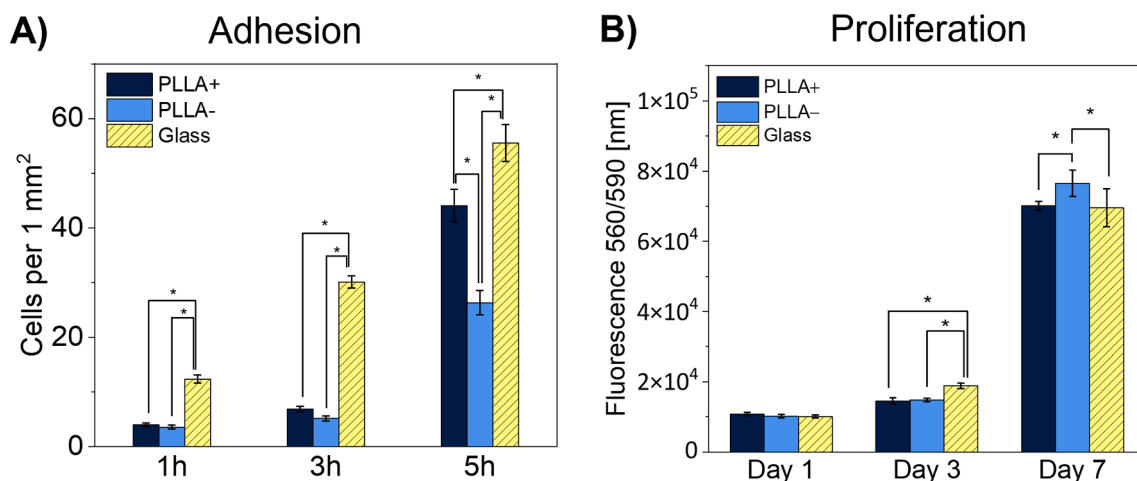 A) Adhesion
PLLA+
PLLA-
Glass
Cells per 1 mm²
60
40
20
0
* * *
* *
* *
1h 3h 5h
B) Proliferation
PLLA+
PLLA–
Glass
Fluorescence 560/590 [nm]
1×10⁵
8×10⁴
6×10⁴
4×10⁴
2×10⁴
0
* *
* *
Day 1 Day 3 Day 7